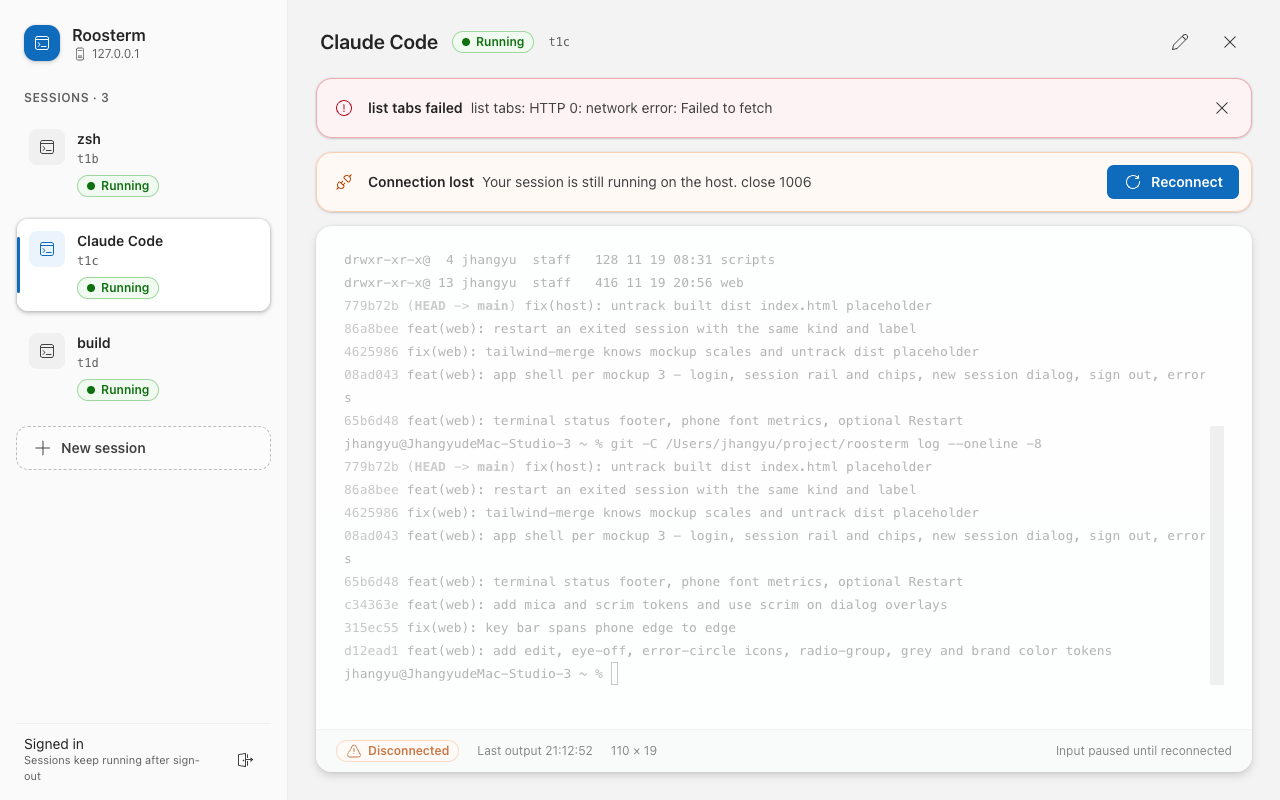 Roosterm
127.0.0.1
SESSIONS · 3
zsh
t1b
Running
Claude Code
t1c
Running
build
t1d
Running
New session
Signed in
Sessions keep running after sign-
out
Claude Code Running t1c
list tabs failed list tabs: HTTP 0: network error: Failed to fetch
Connection lost Your session is still running on the host. close 1006 Reconnect
drwxr-xr-x@  4 jhangyu  staff   128 11 19 08:31 scripts
drwxr-xr-x@ 13 jhangyu  staff   416 11 19 20:56 web
779b72b (HEAD -> main) fix(host): untrack built dist index.html placeholder
86a8bee feat(web): restart an exited session with the same kind and label
4625986 fix(web): tailwind-merge knows mockup scales and untrack dist placeholder
08ad043 feat(web): app shell per mockup 3 — login, session rail and chips, new session dialog, sign out, error
s
65b6d48 feat(web): terminal status footer, phone font metrics, optional Restart
jhangyu@JhangyudeMac-Studio-3 ~ % git -C /Users/jhangyu/project/roosterm log --oneline -8
779b72b (HEAD -> main) fix(host): untrack built dist index.html placeholder
86a8bee feat(web): restart an exited session with the same kind and label
4625986 fix(web): tailwind-merge knows mockup scales and untrack dist placeholder
08ad043 feat(web): app shell per mockup 3 — login, session rail and chips, new session dialog, sign out, error
s
65b6d48 feat(web): terminal status footer, phone font metrics, optional Restart
c34363e feat(web): add mica and scrim tokens and use scrim on dialog overlays
315ec55 fix(web): key bar spans phone edge to edge
d12ead1 feat(web): add edit, eye-off, error-circle icons, radio-group, grey and brand color tokens
jhangyu@JhangyudeMac-Studio-3 ~ %
Disconnected Last output 21:12:52 110 × 19 Input paused until reconnected